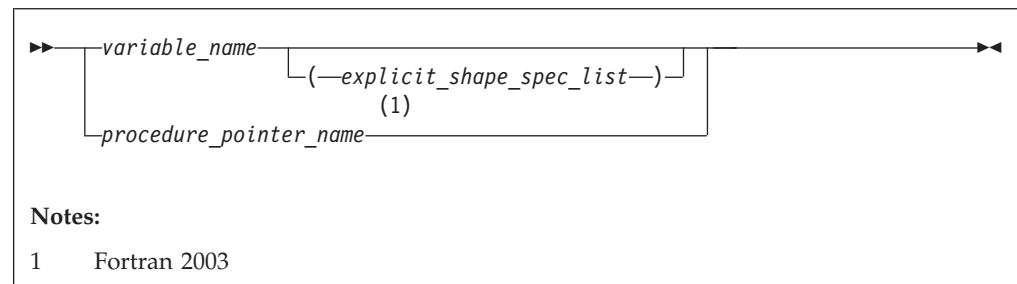 variable_name
(explicit_shape_spec_list)
(1)
procedure_pointer_name
Notes:
1 Fortran 2003